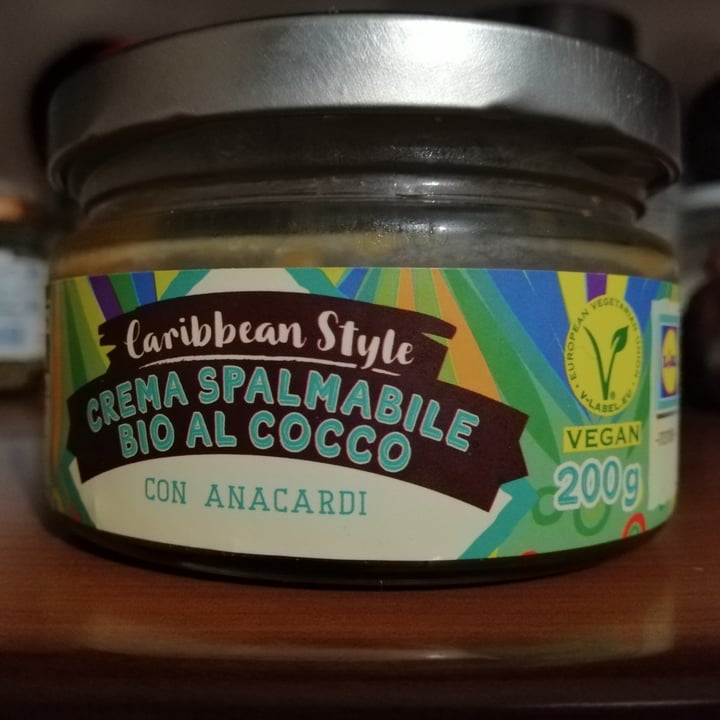 Caribbean Style
CREMA SPALMABILE
BIO AL COCCO
CON ANACARDI
EUROPEAN VEGETARIAN UNION
V-LABEL.EU
VEGAN
200g